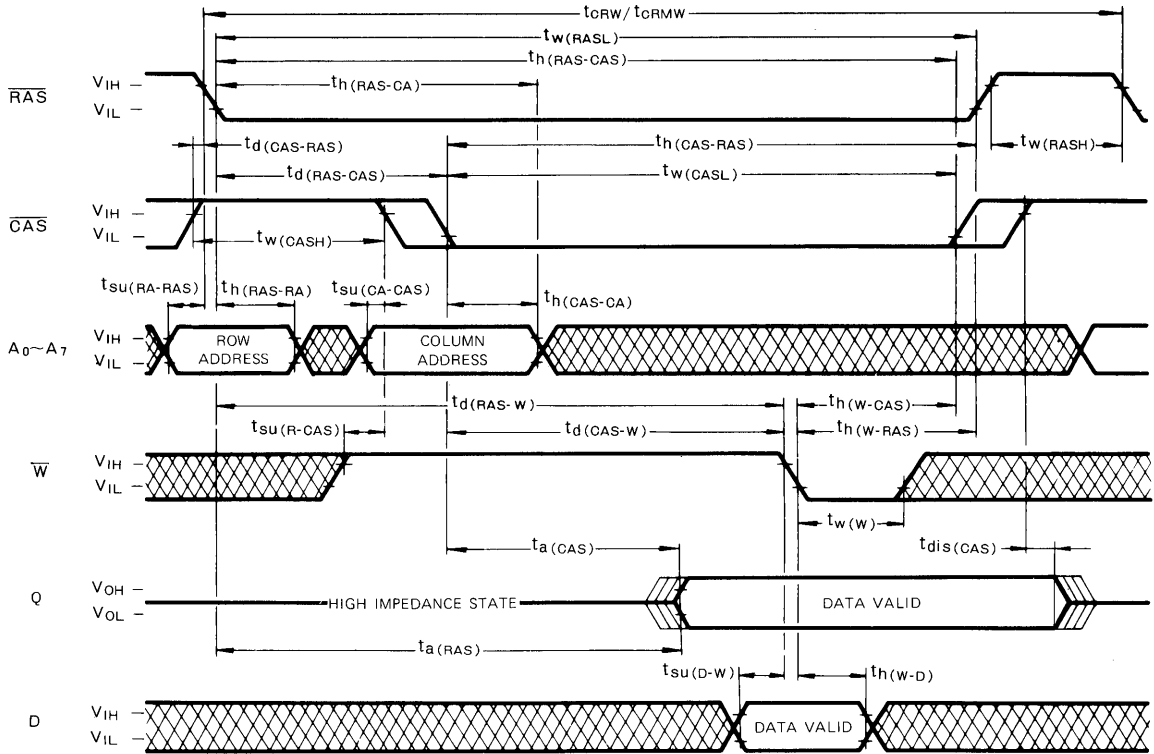 tCRW/tCRMW
tw(RASL)
th(RAS-CAS)
th(RAS-CA)
RAS
VIH
VIL
td(CAS-RAS)
th(CAS-RAS)
tw(RASH)
td(RAS-CAS)
tw(CASL)
CAS
VIH
VIL
tw(CASH)
tsu(RA-RAS)
th(RAS-RA)
tsu(CA-CAS)
th(CAS-CA)
A0~A7
VIH
VIL
ROW
ADDRESS
COLUMN
ADDRESS
td(RAS-W)
th(W-CAS)
tsu(R-CAS)
td(CAS-W)
th(W-RAS)
W
VIH
VIL
tw(W)
ta(CAS)
tdis(CAS)
Q
VOH
VOL
HIGH IMPEDANCE STATE
DATA VALID
ta(RAS)
tsu(D-W)
th(W-D)
D
VIH
VIL
DATA VALID